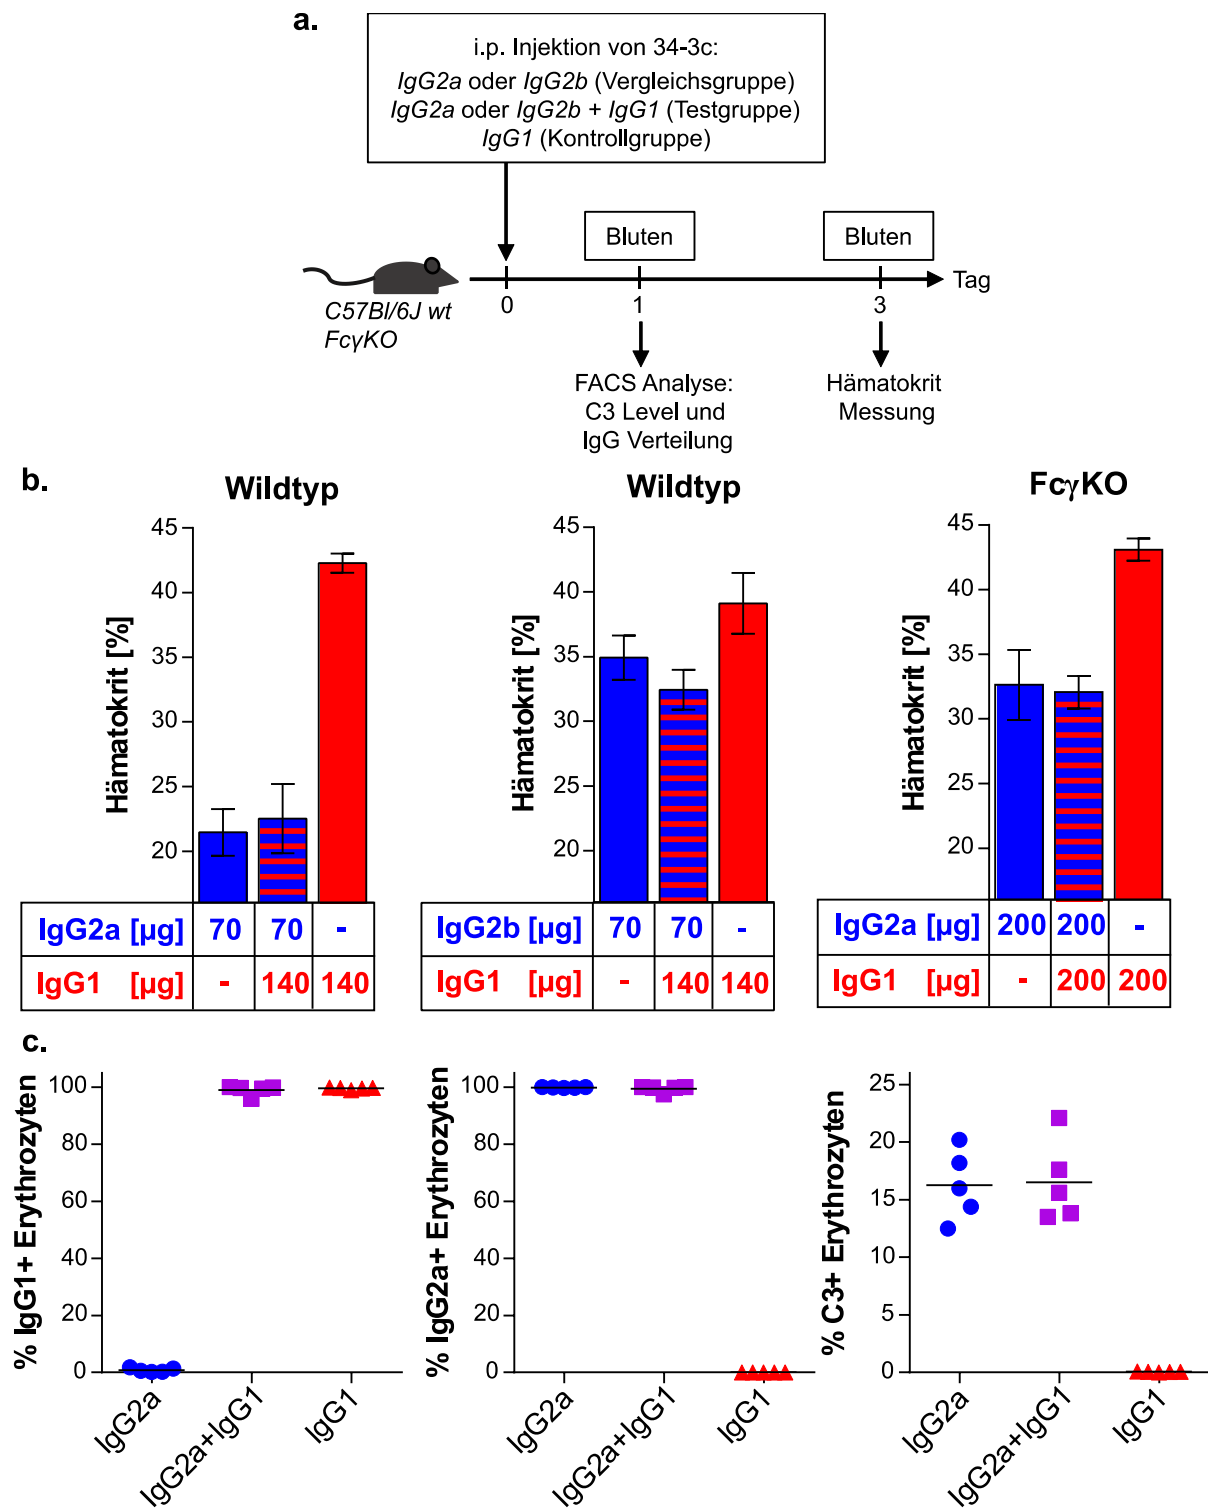 a.
i.p. Injektion von 34-3c:
IgG2a oder IgG2b (Vergleichsgruppe)
IgG2a oder IgG2b + IgG1 (Testgruppe)
IgG1 (Kontrollgruppe)
Bluten
Bluten
Tag
0
1
3
C57Bl/6J wt
FcγKO
FACS Analyse:
C3 Level und
IgG Verteilung
Hämatokrit
Messung
b.
Wildtyp
Hämatokrit [%]
45
40
35
30
25
20
IgG2a [µg] 70 70 -
IgG1 [µg] - 140 140
Wildtyp
Hämatokrit [%]
45
40
35
30
25
20
IgG2b [µg] 70 70 -
IgG1 [µg] - 140 140
FcγKO
Hämatokrit [%]
45
40
35
30
25
20
IgG2a [µg] 200 200 -
IgG1 [µg] - 200 200
c.
% IgG1+ Erythrozyten
100
80
60
40
20
0
IgG2a
IgG2a+IgG1
IgG1
% IgG2a+ Erythrozyten
100
80
60
40
20
0
IgG2a
IgG2a+IgG1
IgG1
% C3+ Erythrozyten
25
20
15
10
5
0
IgG2a
IgG2a+IgG1
IgG1